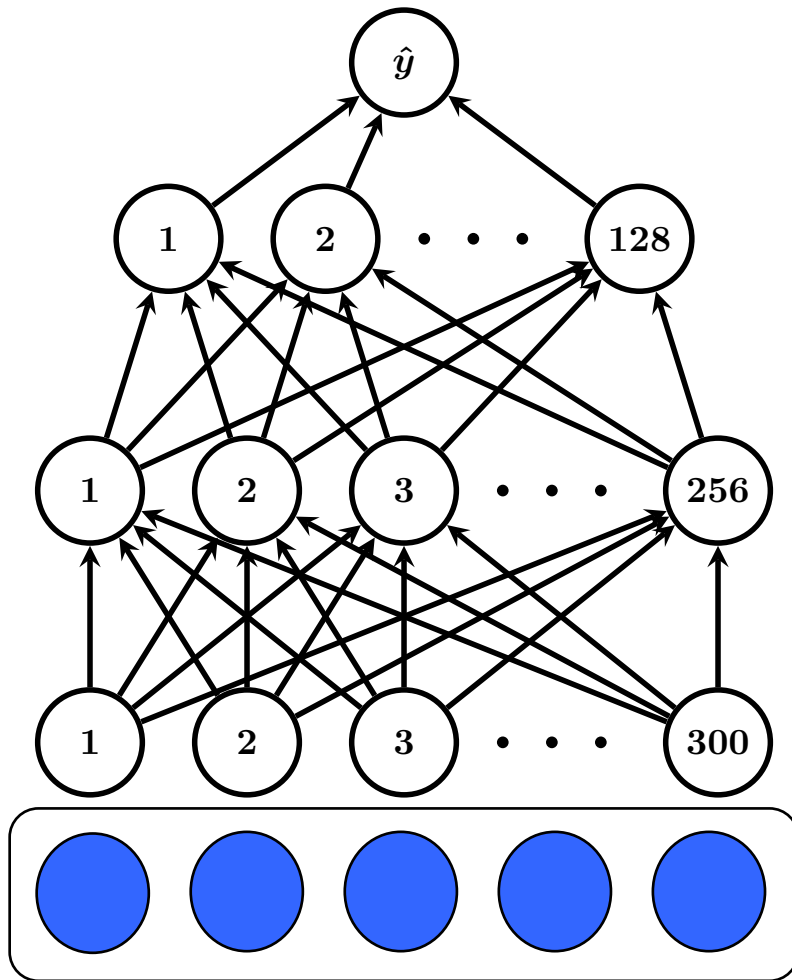 ŷ
1 2 . . . 128
1 2 3 . . . 256
1 2 3 . . . 300